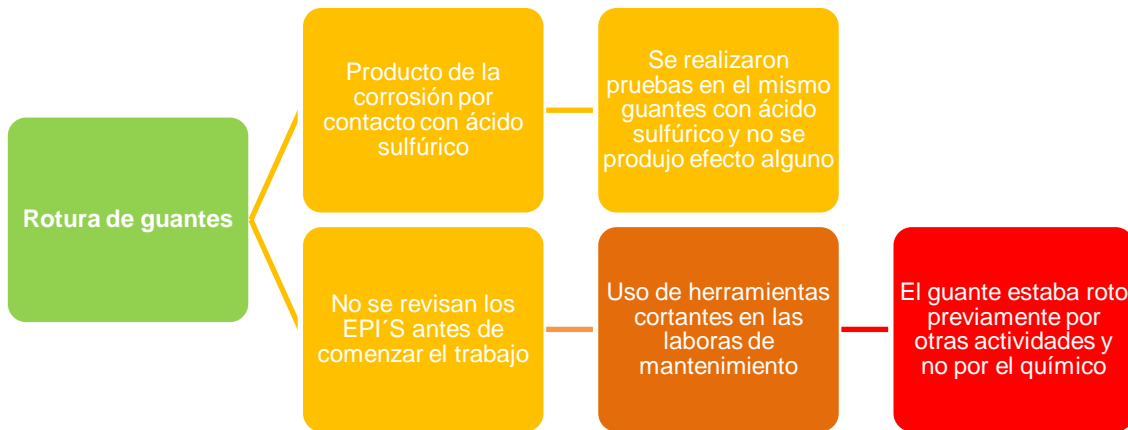 Rotura de guantes
Producto de la
corrosión por
contacto con ácido
sulfúrico
Se realizaron
pruebas en el mismo
guantes con ácido
sulfúrico y no se
produjo efecto alguno
No se revisan los
EPI´S antes de
comenzar el trabajo
Uso de herramientas
cortantes en las
laboras de
mantenimiento
El guante estaba roto
previamente por
otras actividades y
no por el químico